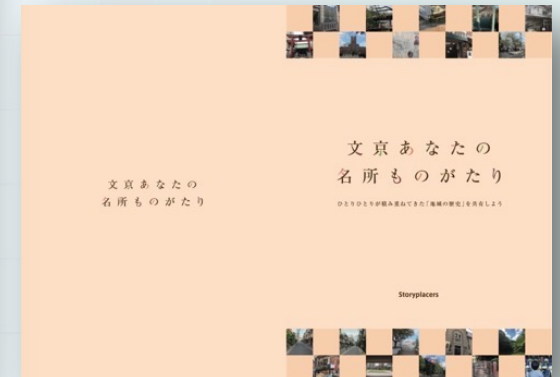 文京あなたの
名所ものがたり
文京あなたの
名所ものがたり
ひとりひとりが積み重ねてきた「地域の歴史」を共有しよう
Storyplacers